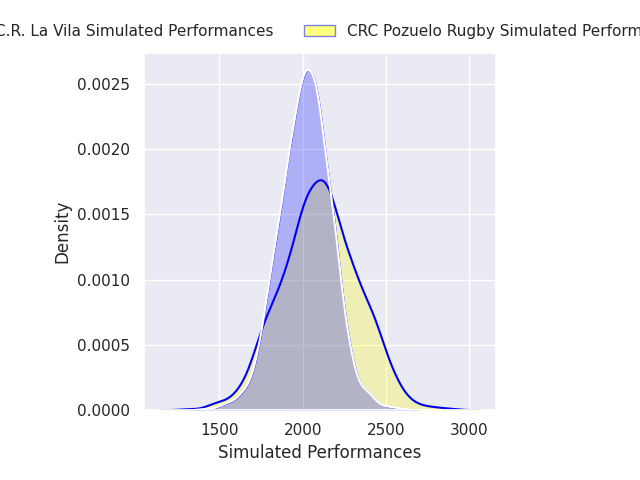 C.R. La Vila Simulated Performances
CRC Pozuelo Rugby Simulated Perform
0.0025
0.0020
0.0015
0.0010
0.0005
0.0000
Density
1500 2000 2500 3000
Simulated Performances